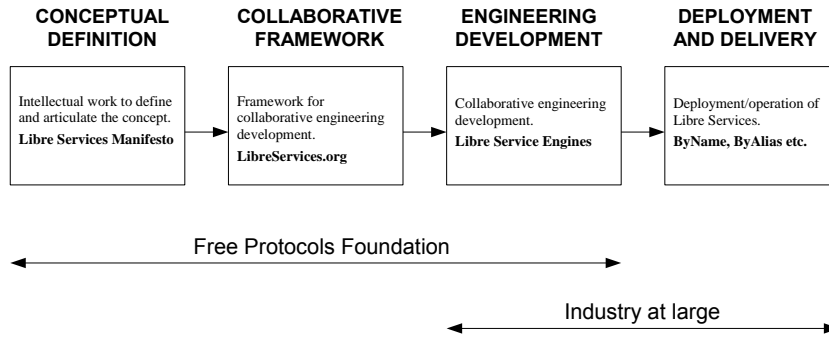 CONCEPTUAL
DEFINITION
COLLABORATIVE
FRAMEWORK
ENGINEERING
DEVELOPMENT
DEPLOYMENT
AND DELIVERY
Intellectual work to define
and articulate the concept.
Libre Services Manifesto
Framework for
collaborative engineering
development.
LibreServices.org
Collaborative engineering
development.
Libre Service Engines
Deployment/operation of
Libre Services.
ByName, ByAlias etc.
Free Protocols Foundation
Industry at large